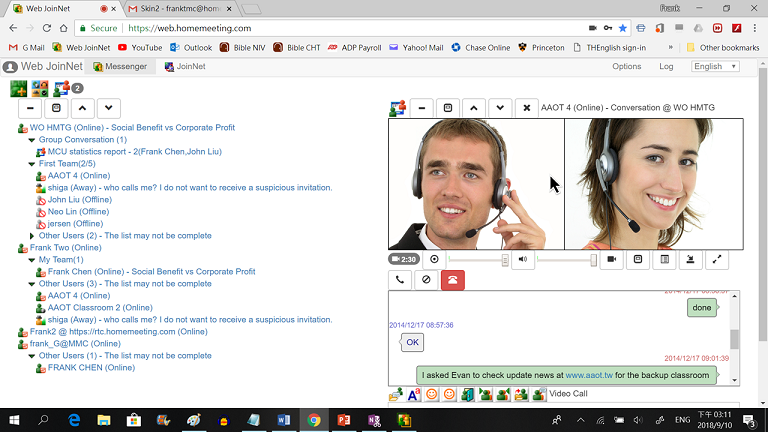 Web JoinNet
Skin2 - franktmc@hom
Frank
Secure
https://web.homemeeting.com
G Mail
Web JoinNet
YouTube
Outlook
Bible NIV
Bible CHT
ADP Payroll
Yahoo! Mail
Chase Online
Princeton
THEnglish sign-in
»
Other bookmarks
Web JoinNet
Messenger
JoinNet
Options
Log
English
2
AAOT 4 (Online) - Conversation @ WO HMTG
WO HMTG (Online) - Social Benefit vs Corporate Profit
Group Conversation (1)
MCU statistics report - 2(Frank Chen,John Liu)
First Team(2/5)
AAOT 4 (Online)
shiga (Away) - who calls me? I do not want to receive a suspicious invitation.
John Liu (Offline)
Neo Lin (Offline)
jersen (Offline)
Other Users (2) - The list may not be complete
Frank Two (Online)
My Team(1)
Frank Chen (Online) - Social Benefit vs Corporate Profit
Other Users (3) - The list may not be complete
AAOT 4 (Online)
AAOT Classroom 2 (Online)
shiga (Away) - who calls me? I do not want to receive a suspicious invitation.
Frank2 @ https://rtc.homemeeting.com (Online)
frank_G@MMC (Online)
Other Users (1) - The list may not be complete
FRANK CHEN (Online)
2:30
done
2014/12/17 08:57:36
OK
2014/12/17 09:01:39
I asked Evan to check update news at www.aaot.tw for the backup classroom
Video Call
ENG
下午 03:11
2018/9/10
3